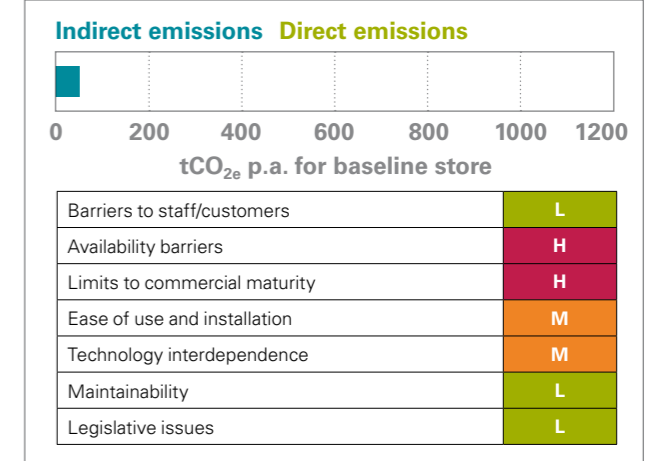 Indirect emissions Direct emissions
0 200 400 600 800 1000 1200
tCO2e p.a. for baseline store
Barriers to staff/customers L
Availability barriers H
Limits to commercial maturity H
Ease of use and installation M
Technology interdependence M
Maintainability L
Legislative issues L